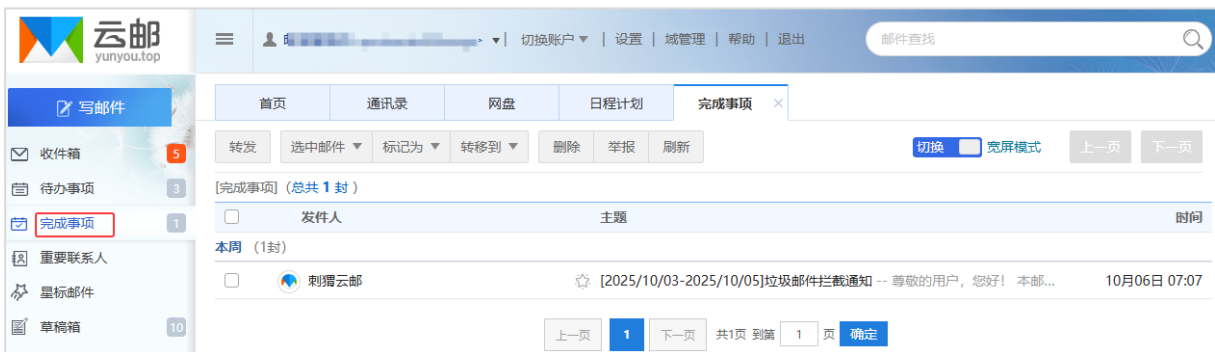 云邮
yunyou.top
切换账户 | 设置 | 域管理 | 帮助 | 退出
邮件查找
写邮件
收件箱 5
待办事项 3
完成事项 1
重要联系人
星标邮件
草稿箱 10
首页 通讯录 网盘 日程计划 完成事项 ×
转发 选中邮件 标记为 转移到 删除 举报 刷新 切换 宽屏模式 上一页 下一页
[完成事项] (总共 1 封 )
发件人 主题 时间
本周 (1封)
刺猬云邮 [2025/10/03-2025/10/05]垃圾邮件拦截通知 -- 尊敬的用户,您好! 本邮... 10月06日 07:07
上一页 1 下一页 共1页 到第 1 页 确定